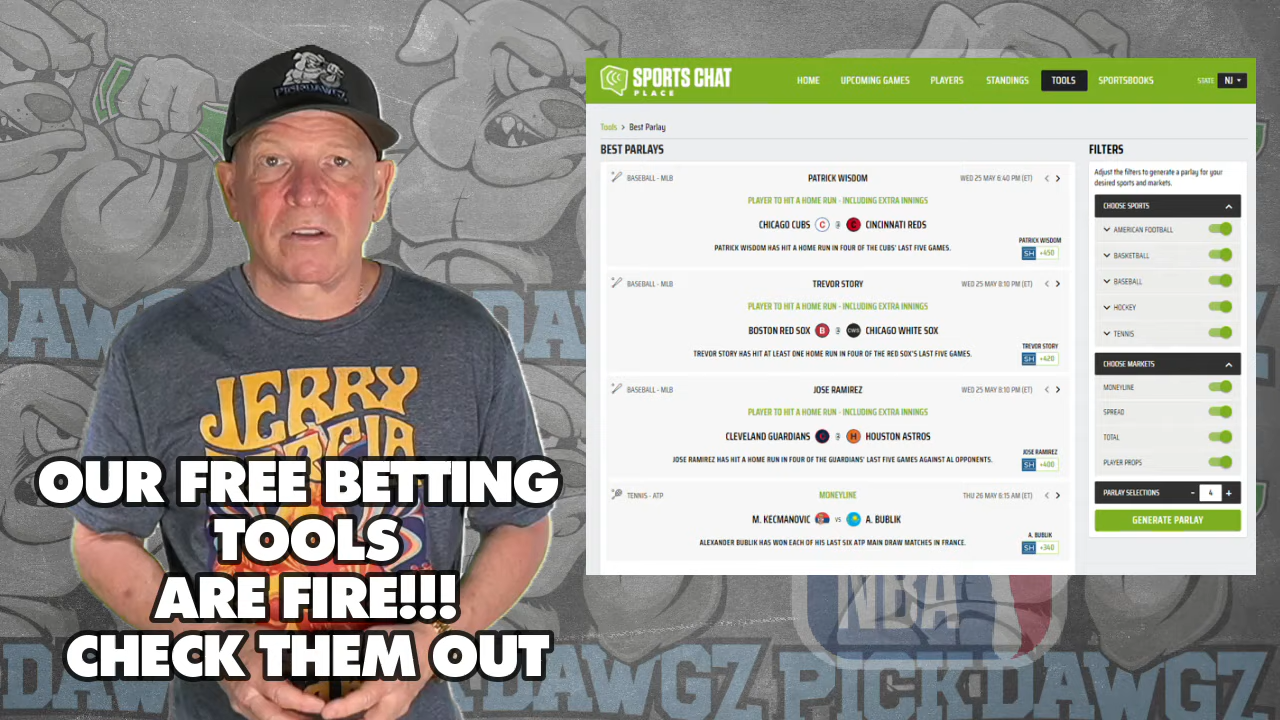 PICKDAWGZ
JERRY
OUR FREE BETTING
TOOLS
ARE FIRE!!!
CHECK THEM OUT
SPORTS CHAT
PLACE
HOME
UPCOMING GAMES
PLAYERS
STANDINGS
TOOLS
SPORTSBOOKS
STATE
NJ
Tools > Best Parlay
BEST PARLAYS
BASEBALL - MLB
PATRICK WISDOM
WED 25 MAY 6:40 PM (ET)
PLAYER TO HIT A HOME RUN - INCLUDING EXTRA INNINGS
CHICAGO CUBS C @ C CINCINNATI REDS
PATRICK WISDOM HAS HIT A HOME RUN IN FOUR OF THE CUBS' LAST FIVE GAMES.
PATRICK WISDOM
SH +450
BASEBALL - MLB
TREVOR STORY
WED 25 MAY 8:10 PM (ET)
PLAYER TO HIT A HOME RUN - INCLUDING EXTRA INNINGS
BOSTON RED SOX B @ CWS CHICAGO WHITE SOX
TREVOR STORY HAS HIT AT LEAST ONE HOME RUN IN FOUR OF THE RED SOX'S LAST FIVE GAMES.
TREVOR STORY
SH +420
BASEBALL - MLB
JOSE RAMIREZ
WED 25 MAY 8:10 PM (ET)
PLAYER TO HIT A HOME RUN - INCLUDING EXTRA INNINGS
CLEVELAND GUARDIANS C @ H HOUSTON ASTROS
JOSE RAMIREZ HAS HIT A HOME RUN IN FOUR OF THE GUARDIANS' LAST FIVE GAMES AGAINST AL OPPONENTS.
JOSE RAMIREZ
SH +400
TENNIS - ATP
MONEYLINE
THU 26 MAY 6:15 AM (ET)
M. KECMANOVIC VS A. BUBLIK
ALEXANDER BUBLIK HAS WON EACH OF HIS LAST SIX ATP MAIN DRAW MATCHES IN FRANCE.
A. BUBLIK
SH +340
FILTERS
Adjust the filters to generate a parlay for your
desired sports and markets.
CHOOSE SPORTS
AMERICAN FOOTBALL
BASKETBALL
BASEBALL
HOCKEY
TENNIS
CHOOSE MARKETS
MONEYLINE
SPREAD
TOTAL
PLAYER PROPS
PARLAY SELECTIONS - 4 +
GENERATE PARLAY
NBA
DAWGZ PICKDAWGZ